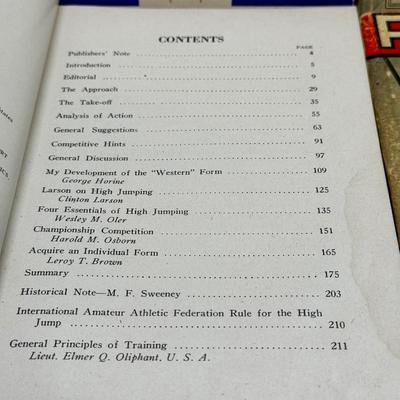 CONTENTS
PAGE
Publishers' Note 4
Introduction 5
Editorial 9
The Approach 29
The Take-off 35
Analysis of Action 55
General Suggestions 63
Competitive Hints 91
General Discussion 97
My Development of the "Western" Form 109
George Horine
Larson on High Jumping 125
Clinton Larson
Four Essentials of High Jumping 135
Wesley M. Oler
Championship Competition 151
Harold M. Osborn
Acquire an Individual Form 165
Leroy T. Brown
Summary 175
Historical Note—M. F. Sweeney 203
International Amateur Athletic Federation Rule for the High
Jump 210
General Principles of Training 211
Lieut. Elmer Q. Oliphant, U. S. A.